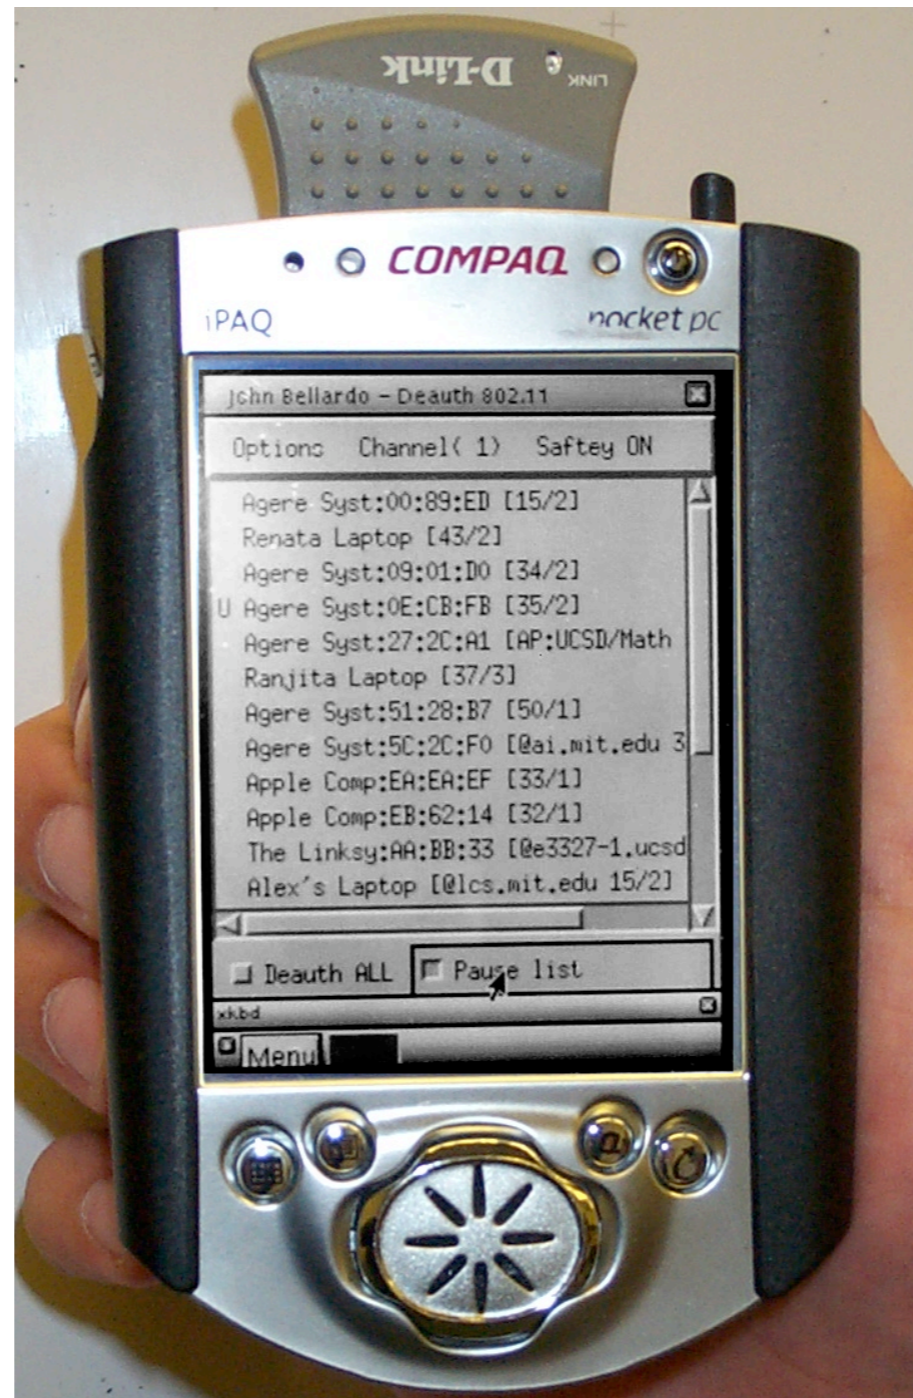 D-Link
LINK
COMPAQ
iPAQ
pocket pc
John Bellardo - Deauth 802.11
Options Channel( 1) Saftey ON
Agere Syst:00:89:ED [15/2]
Renata Laptop [43/2]
Agere Syst:09:01:D0 [34/2]
U Agere Syst:0E:CB:FB [35/2]
Agere Syst:27:2C:A1 [AP:UCSD/Math
Ranjita Laptop [37/3]
Agere Syst:51:28:B7 [50/1]
Agere Syst:5C:2C:F0 [@ai.mit.edu 3
Apple Comp:EA:EA:EF [33/1]
Apple Comp:EB:62:14 [32/1]
The Linksy:AA:BB:33 [@e3327-1.ucsd
Alex's Laptop [@lcs.mit.edu 15/2]
Deauth ALL Pause list
xkbd
Menu